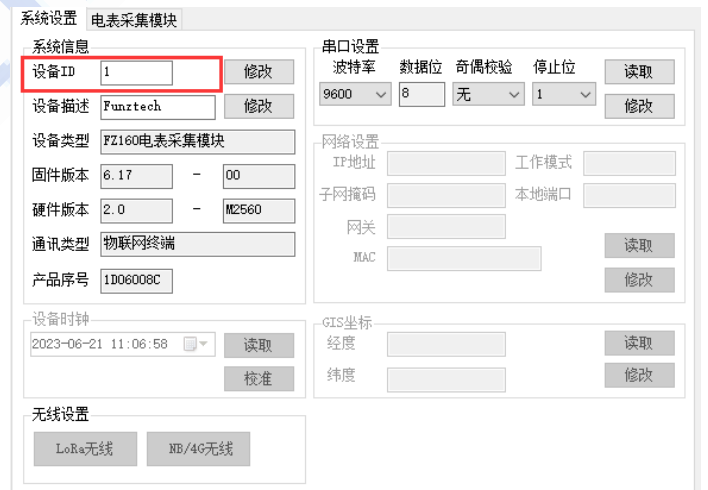 系统设置 电表采集模块
系统信息
设备ID 1 修改
设备描述 Funztech 修改
设备类型 FZ160电表采集模块
固件版本 6.17 - 00
硬件版本 2.0 - M2560
通讯类型 物联网终端
产品序号 1D06008C
设备时钟
2023-06-21 11:06:58 读取
校准
无线设置
LoRa无线 NB/4G无线
串口设置
波特率 数据位 奇偶校验 停止位 读取
9600 8 无 1 修改
网络设置
IP地址 工作模式
子网掩码 本地端口
网关
MAC 读取
修改
GIS坐标
经度 读取
纬度 修改